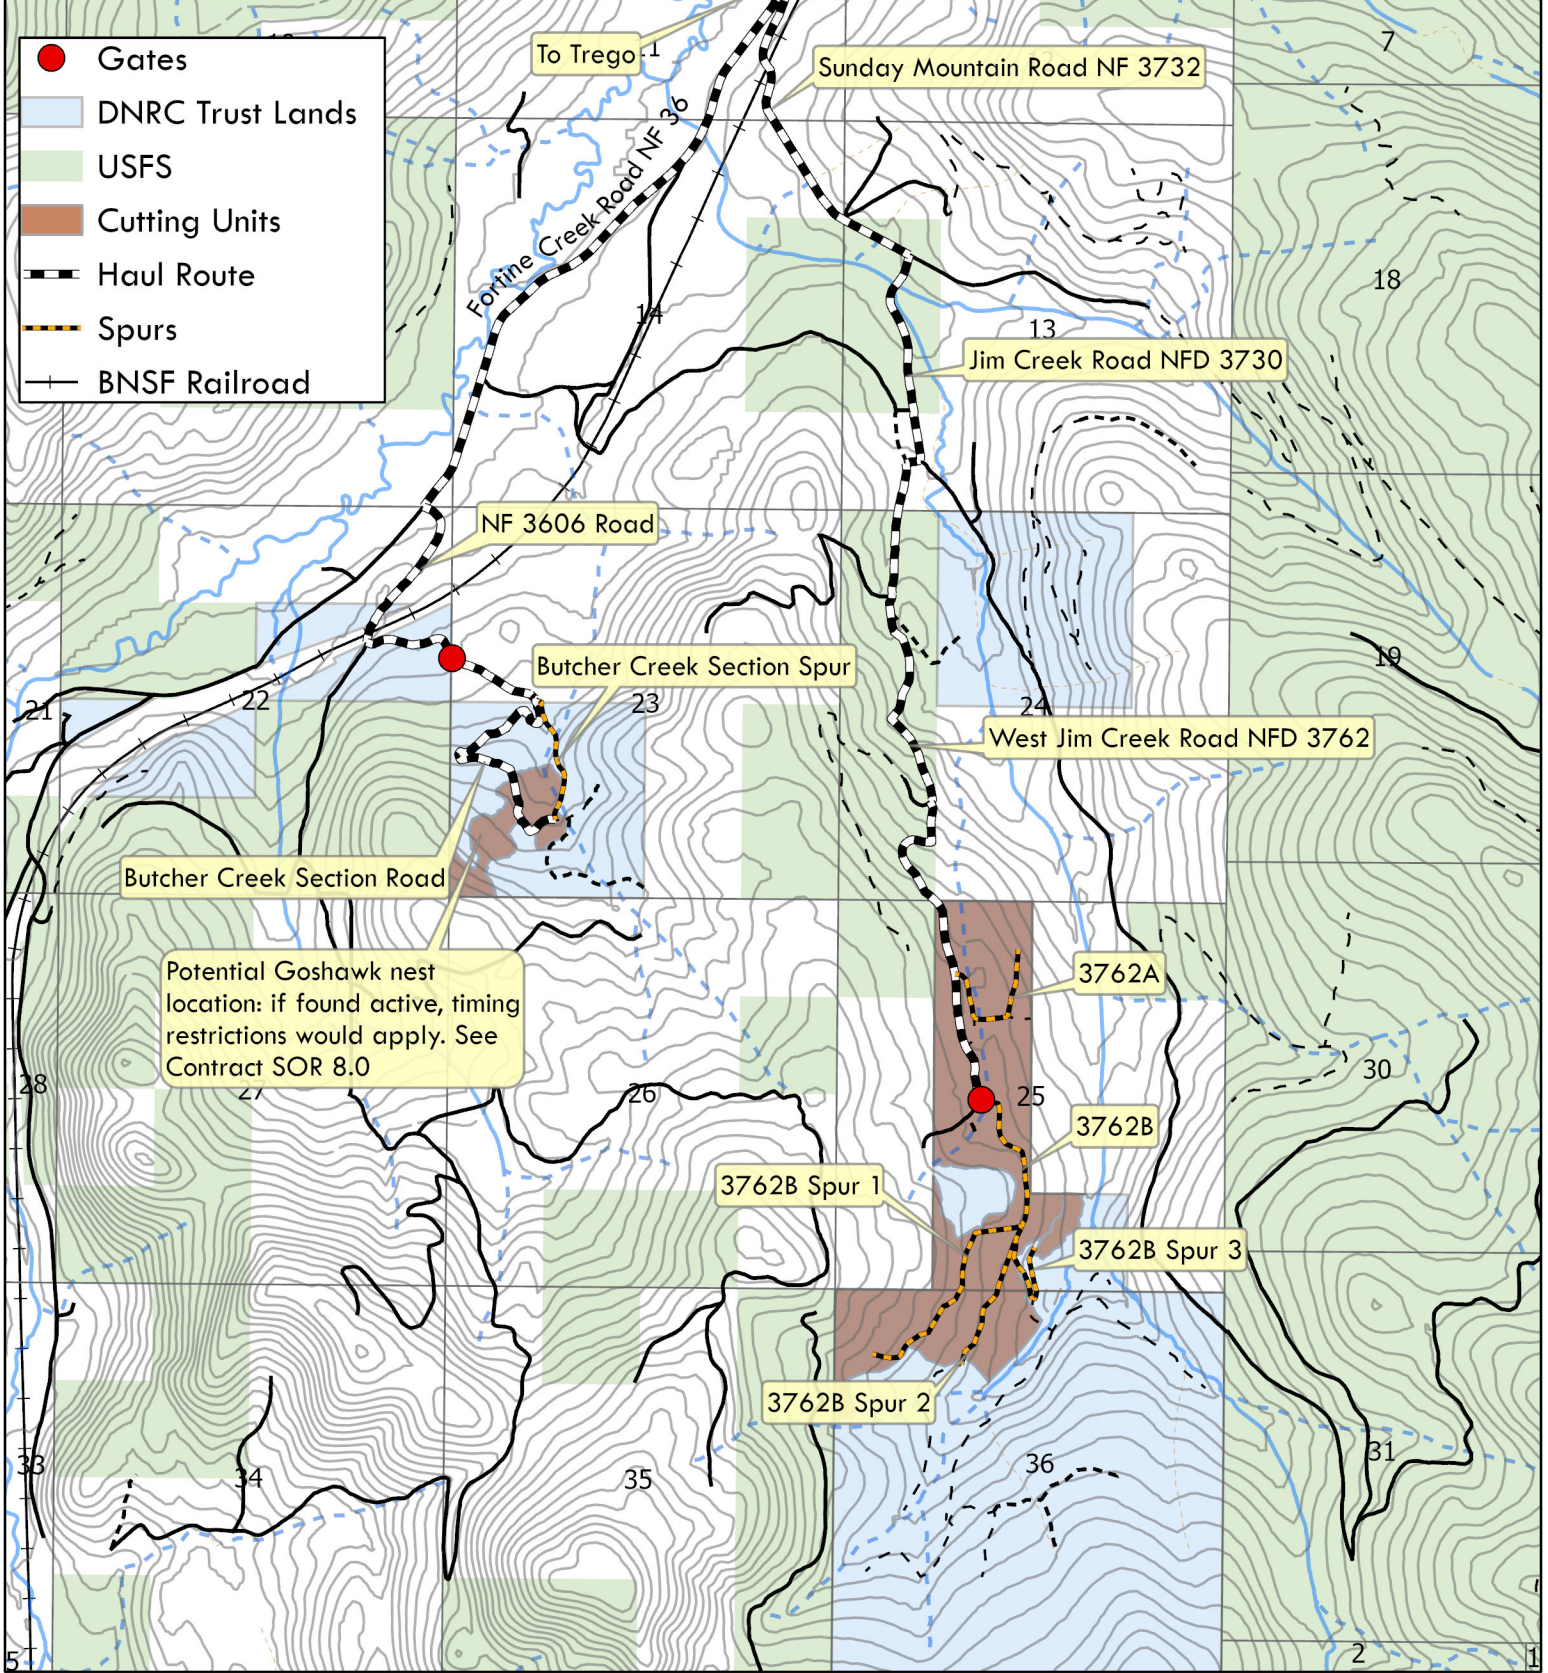 Gates
DNRC Trust Lands
USFS
Cutting Units
Haul Route
Spurs
BNSF Railroad
To Trego
Sunday Mountain Road NF 3732
7
Fortine Creek Road NF 36
18
14
13
Jim Creek Road NFD 3730
NF 3606 Road
Butcher Creek Section Spur
19
21
22
23
24
West Jim Creek Road NFD 3762
Butcher Creek Section Road
Potential Goshawk nest
location: if found active, timing
restrictions would apply. See
Contract SOR 8.0
3762A
28
27
26
25
30
3762B
3762B Spur 1
3762B Spur 3
3762B Spur 2
33
34
35
36
31
5
2
1